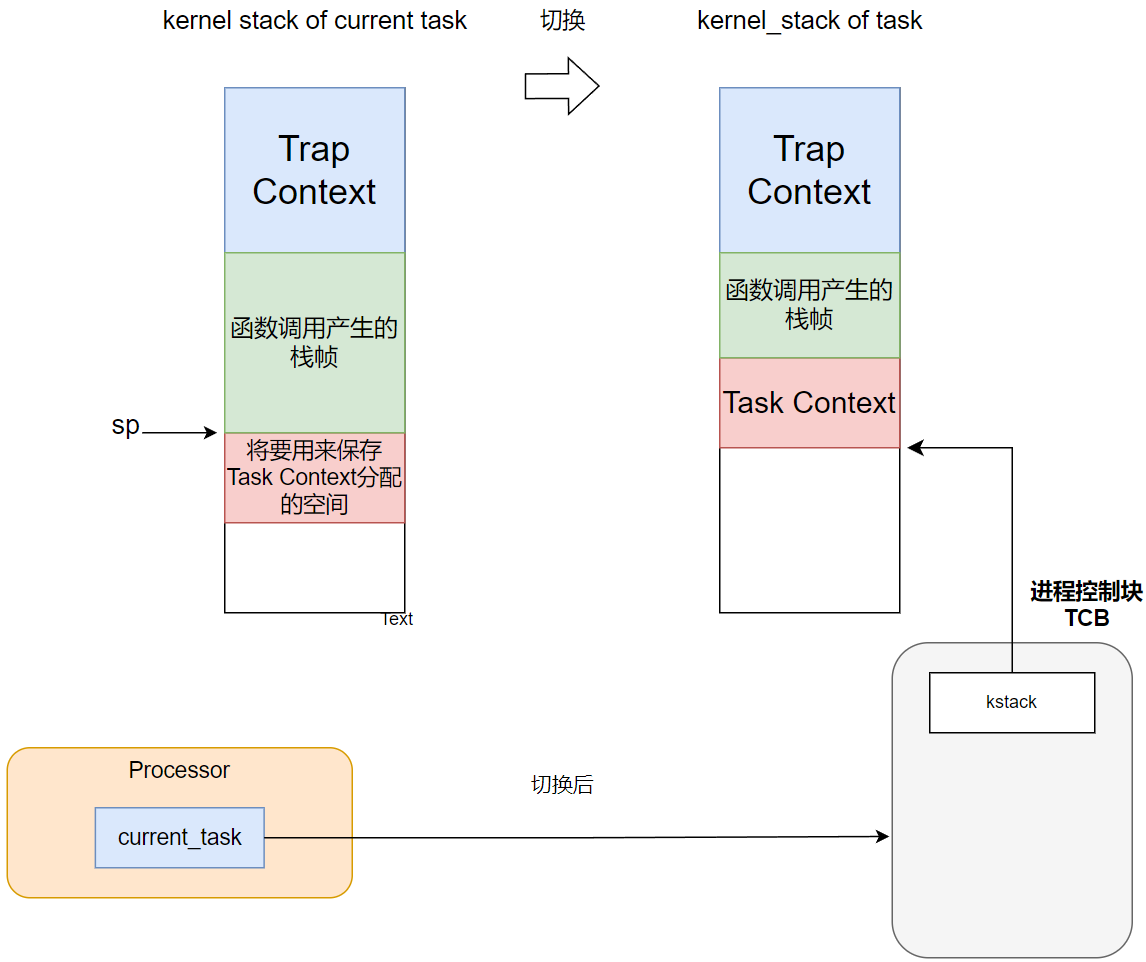 kernel stack of current task
切换
kernel_stack of task
Trap
Context
Trap
Context
函数调用产生的
栈帧
函数调用产生的
栈帧
Task Context
sp
将要用来保存
Task Context分配
的空间
Text
进程控制块
TCB
kstack
Processor
切换后
current_task